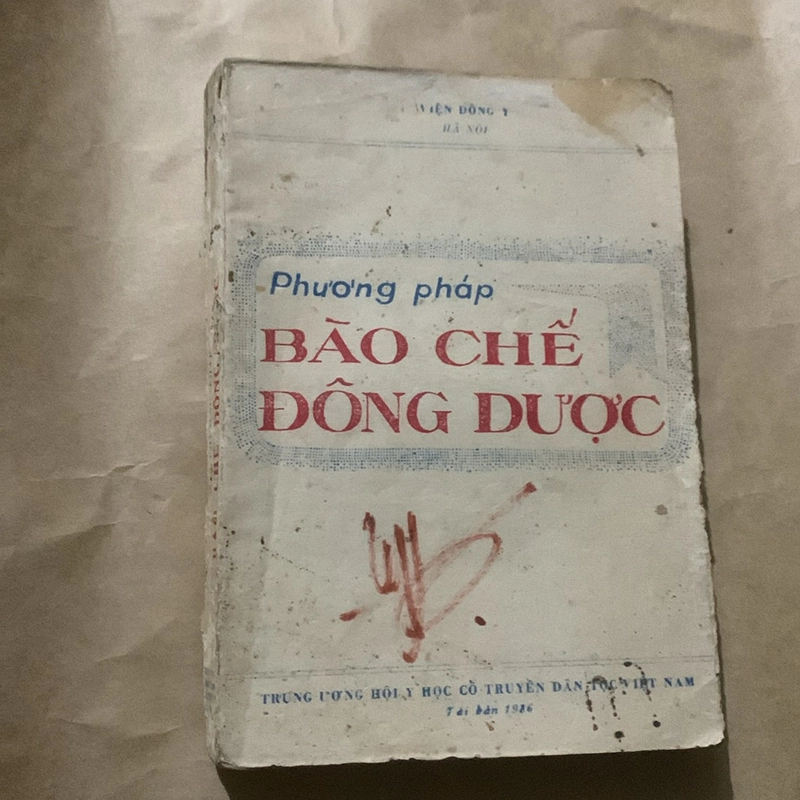 VIỆN ĐÔNG Y
HÀ NỘI
Phương pháp
BÀO CHẾ
ĐÔNG DƯỢC
TRUNG ƯƠNG HỘI Y HỌC CỔ TRUYỀN DÂN TỘC VIỆT NAM
Tái bản 1986